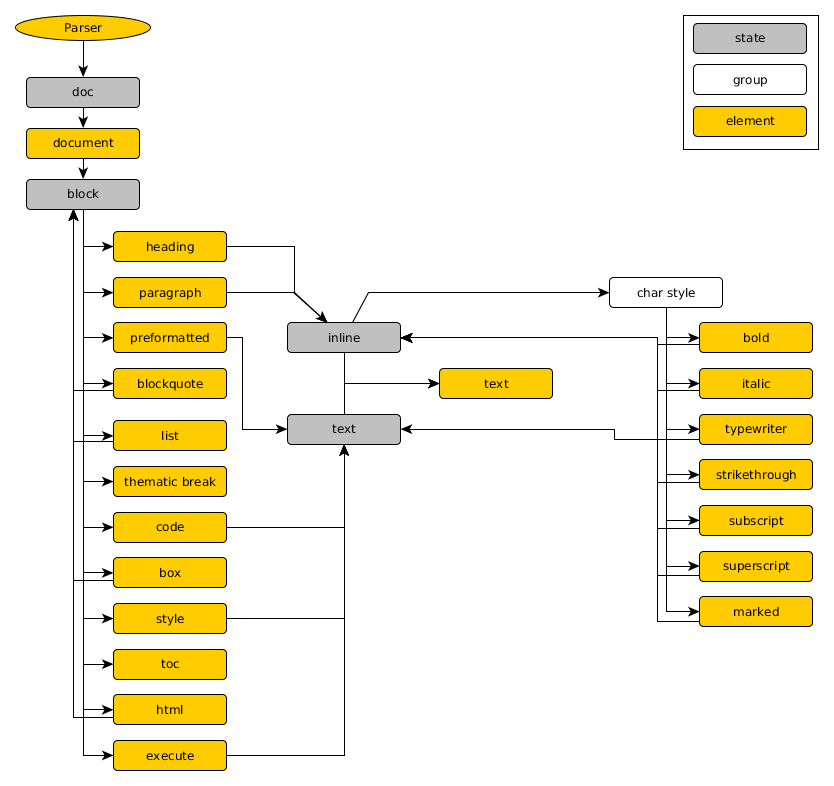 Parser
state
doc
group
element
document
block
heading
paragraph
char style
preformatted
inline
bold
blockquote
text
italic
list
text
typewriter
thematic break
strikethrough
code
subscript
box
superscript
style
marked
toc
html
execute